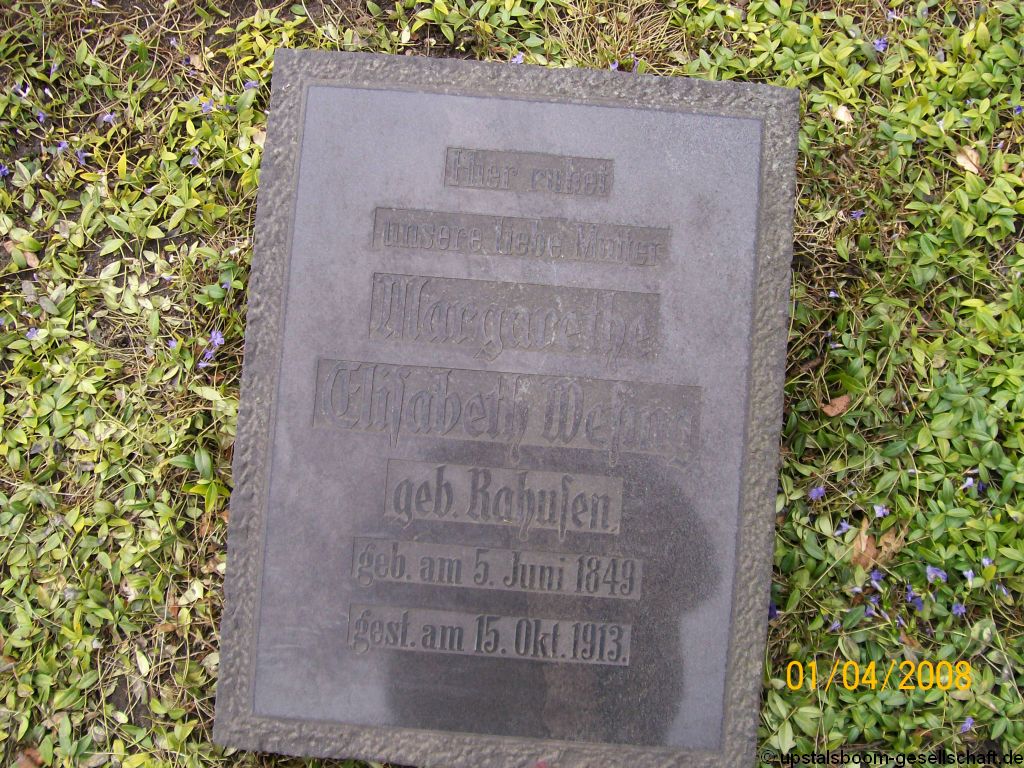 Hier ruhet
unsere liebe Mutter
Margarethe
Elisabeth Wessing
geb. Rahusen
geb. am 5. Juni 1849
gest. am 15. Okt. 1913.
01/04/2008
© upstalsboom-gesellschaft.de